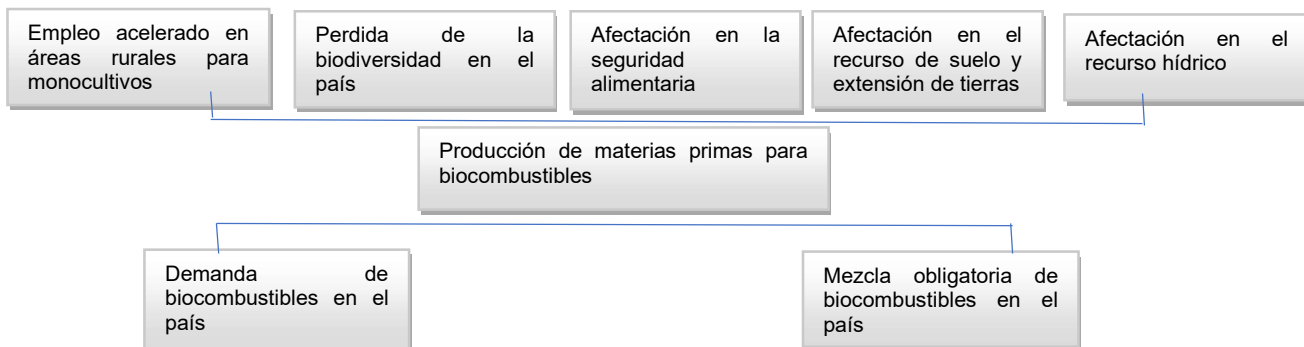 Empleo acelerado en
áreas rurales para
monocultivos
Perdida de la
biodiversidad en el
país
Afectación en la
seguridad
alimentaria
Afectación en el
recurso de suelo y
extensión de tierras
Afectación en el
recurso hídrico
Producción de materias primas para
biocombustibles
Demanda de
biocombustibles en el
país
Mezcla obligatoria de
biocombustibles en el
país